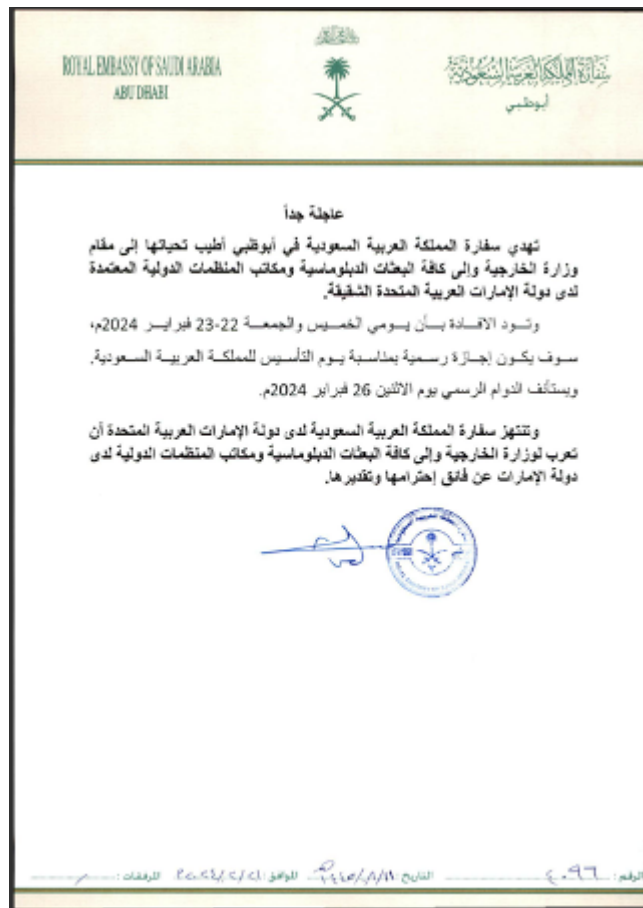 ROYAL EMBASSY OF SAUDI ARABIA
ABU DHABI
سفارة المملكة العربية السعودية
أبوظبي
عاجلة جداً
تهدي سفارة المملكة العربية السعودية في أبوظبي أطيب تحياتها إلى مقام
وزارة الخارجية وإلى كافة البعثات الدبلوماسية ومكاتب المنظمات الدولية المعتمدة
لدى دولة الإمارات العربية المتحدة الشقيقة.
وتود الافادة بأن يومي الخميس والجمعة 22-23 فبراير 2024م،
سوف يكون إجازة رسمية بمناسبة يوم التأسيس للمملكة العربية السعودية.
ويستأنف الدوام الرسمي يوم الاثنين 26 فبراير 2024م.
وتنتهز سفارة المملكة العربية السعودية لدى دولة الإمارات العربية المتحدة أن
تعرب لوزارة الخارجية وإلى كافة البعثات الدبلوماسية ومكاتب المنظمات الدولية لدى
دولة الإمارات عن فائق إحترامها وتقديرها.
الرقم: ٤٠٩٦ التاريخ: الموافق: المرفقات: